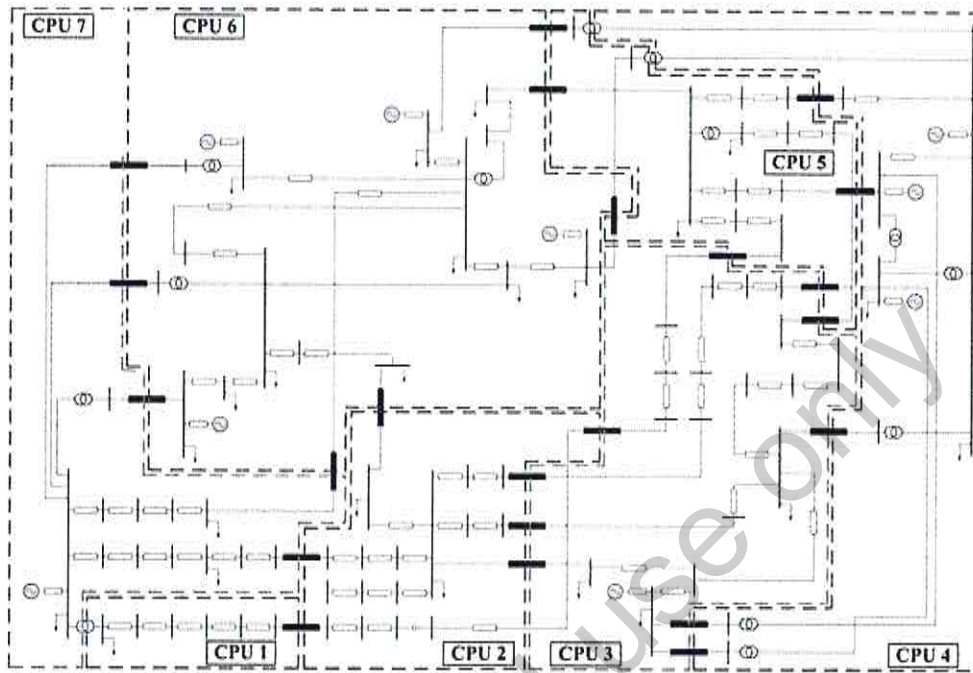 CPU 7
CPU 6
CPU 5
CPU 1
CPU 2
CPU 3
CPU 4
use only